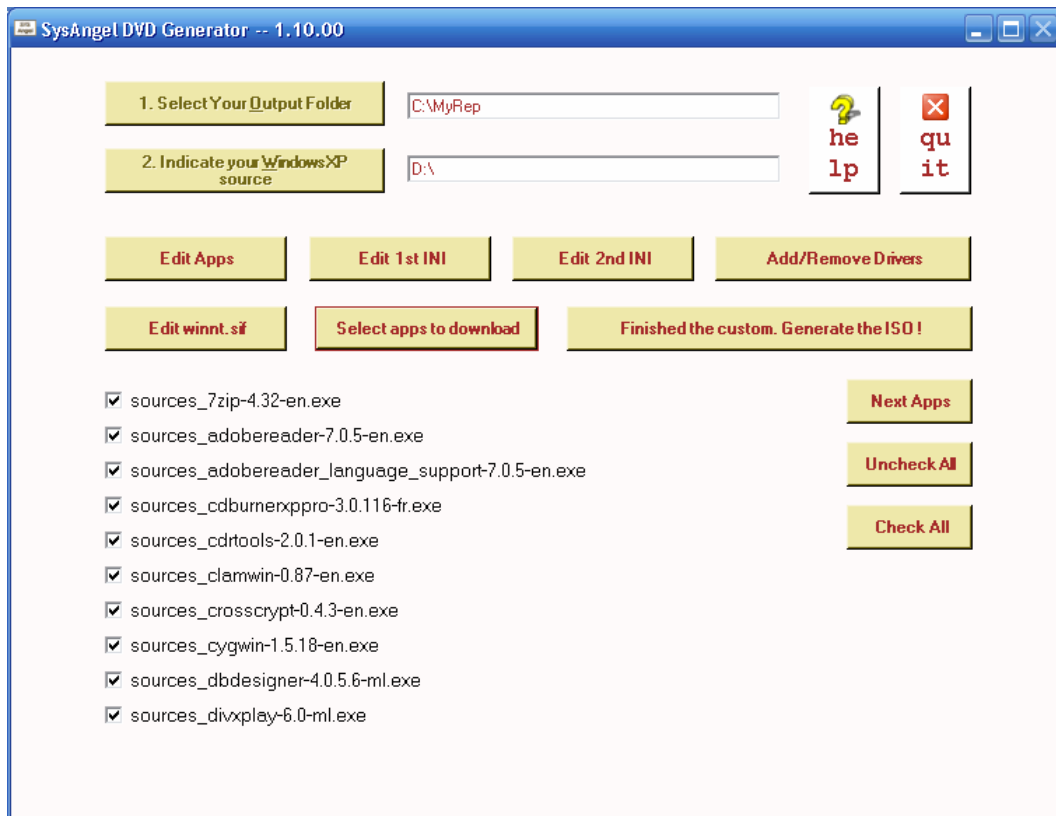 SysAngel DVD Generator -- 1.10.00
1. Select Your Output Folder
C:\MyRep
2. Indicate your WindowsXP
source
D:\
he
lp
qu
it
Edit Apps
Edit 1st INI
Edit 2nd INI
Add/Remove Drivers
Edit winnt.sif
Select apps to download
Finished the custom. Generate the ISO !
sources_7zip-4.32-en.exe
sources_adobereader-7.0.5-en.exe
sources_adobereader_language_support-7.0.5-en.exe
sources_cdburnerxppro-3.0.116-fr.exe
sources_cdrtools-2.0.1-en.exe
sources_clamwin-0.87-en.exe
sources_crosscrypt-0.4.3-en.exe
sources_cygwin-1.5.18-en.exe
sources_dbdesigner-4.0.5.6-ml.exe
sources_divxplay-6.0-ml.exe
Next Apps
Uncheck All
Check All